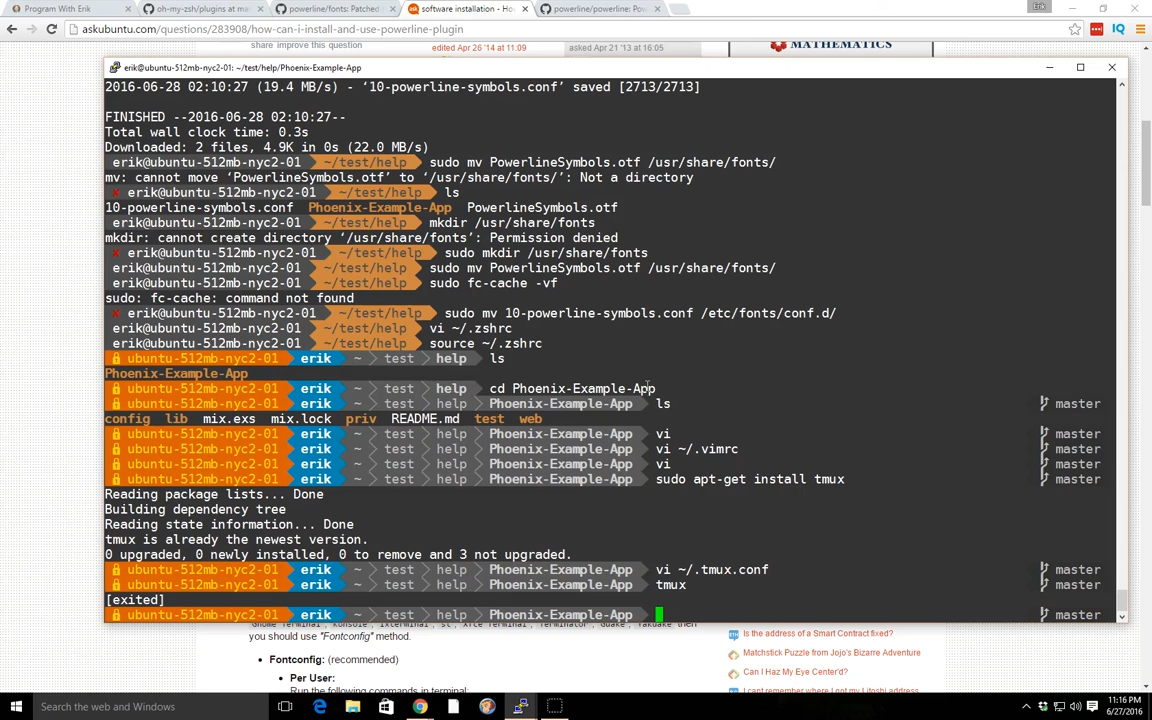 Program With Erik
oh-my-zsh/plugins at ma
powerline/fonts: Patched
software installation - Ho
powerline/powerline: Po
Erik
askubuntu.com/questions/283908/how-can-i-install-and-use-powerline-plugin
share improve this question
edited Apr 26 '14 at 11:09
asked Apr 21 '13 at 16:05
MATHEMATICS
erik@ubuntu-512mb-nyc2-01: ~/test/help/Phoenix-Example-App
2016-06-28 02:10:27 (19.4 MB/s) - ‘10-powerline-symbols.conf’ saved [2713/2713]
FINISHED --2016-06-28 02:10:27--
Total wall clock time: 0.3s
Downloaded: 2 files, 4.9K in 0s (22.0 MB/s)
erik@ubuntu-512mb-nyc2-01 ~/test/help sudo mv PowerlineSymbols.otf /usr/share/fonts/
mv: cannot move ‘PowerlineSymbols.otf’ to ‘/usr/share/fonts/’: Not a directory
✘ erik@ubuntu-512mb-nyc2-01 ~/test/help ls
10-powerline-symbols.conf Phoenix-Example-App PowerlineSymbols.otf
erik@ubuntu-512mb-nyc2-01 ~/test/help mkdir /usr/share/fonts
mkdir: cannot create directory ‘/usr/share/fonts’: Permission denied
✘ erik@ubuntu-512mb-nyc2-01 ~/test/help sudo mkdir /usr/share/fonts
erik@ubuntu-512mb-nyc2-01 ~/test/help sudo mv PowerlineSymbols.otf /usr/share/fonts/
erik@ubuntu-512mb-nyc2-01 ~/test/help sudo fc-cache -vf
sudo: fc-cache: command not found
✘ erik@ubuntu-512mb-nyc2-01 ~/test/help sudo mv 10-powerline-symbols.conf /etc/fonts/conf.d/
erik@ubuntu-512mb-nyc2-01 ~/test/help vi ~/.zshrc
erik@ubuntu-512mb-nyc2-01 ~/test/help source ~/.zshrc
ubuntu-512mb-nyc2-01 erik ~ test help ls
Phoenix-Example-App
ubuntu-512mb-nyc2-01 erik ~ test help cd Phoenix-Example-App
ubuntu-512mb-nyc2-01 erik ~ test help Phoenix-Example-App ls master
config lib mix.exs mix.lock priv README.md test web
ubuntu-512mb-nyc2-01 erik ~ test help Phoenix-Example-App vi master
ubuntu-512mb-nyc2-01 erik ~ test help Phoenix-Example-App vi ~/.vimrc master
ubuntu-512mb-nyc2-01 erik ~ test help Phoenix-Example-App vi master
ubuntu-512mb-nyc2-01 erik ~ test help Phoenix-Example-App sudo apt-get install tmux master
Reading package lists... Done
Building dependency tree
Reading state information... Done
tmux is already the newest version.
0 upgraded, 0 newly installed, 0 to remove and 3 not upgraded.
ubuntu-512mb-nyc2-01 erik ~ test help Phoenix-Example-App vi ~/.tmux.conf master
ubuntu-512mb-nyc2-01 erik ~ test help Phoenix-Example-App tmux master
[exited]
ubuntu-512mb-nyc2-01 erik ~ test help Phoenix-Example-App master
you should use "Fontconfig" method.
Is the address of a Smart Contract fixed?
Fontconfig: (recommended)
Matchstick Puzzle from Jojo's Bizarre Adventure
Per User:
Can I Haz My Eye Center'd?
Run the following commands in terminal:
Search the web and Windows
11:16 PM
6/27/2016